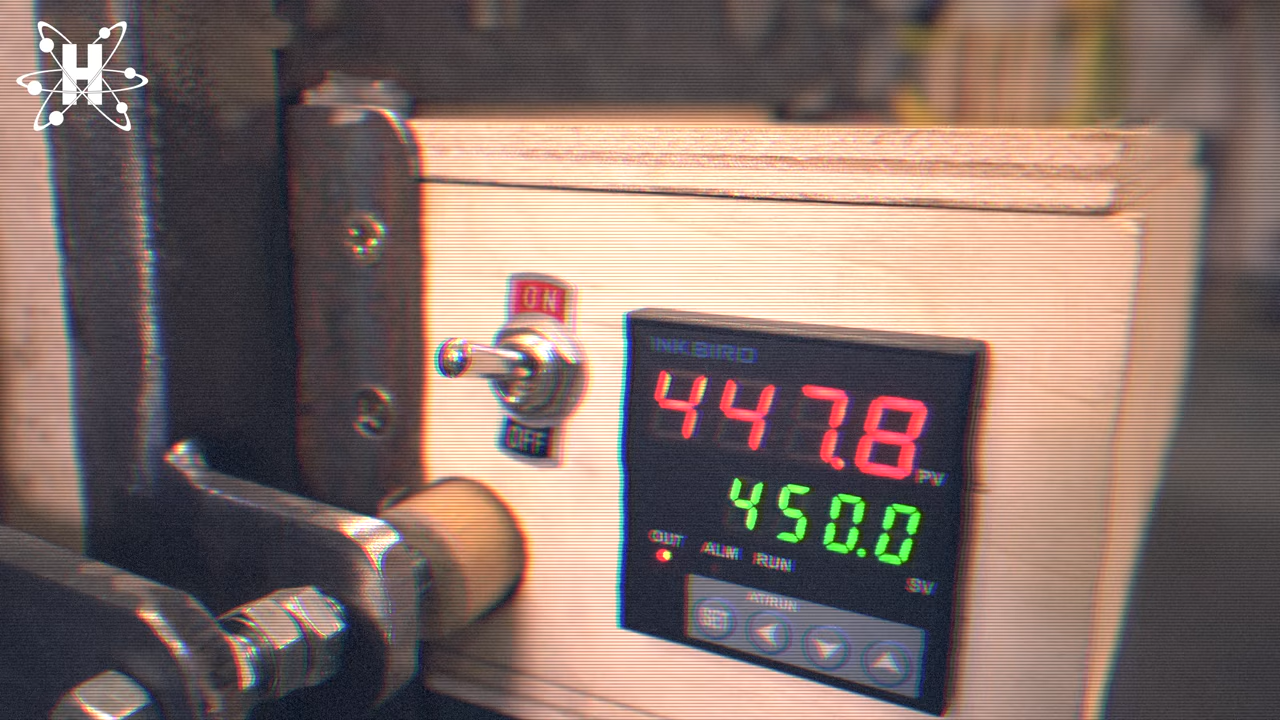 H
ON
OFF
INKBIRD
447.8
PV
450.0
SV
OUT ALM RUN
AT/RUN
SET